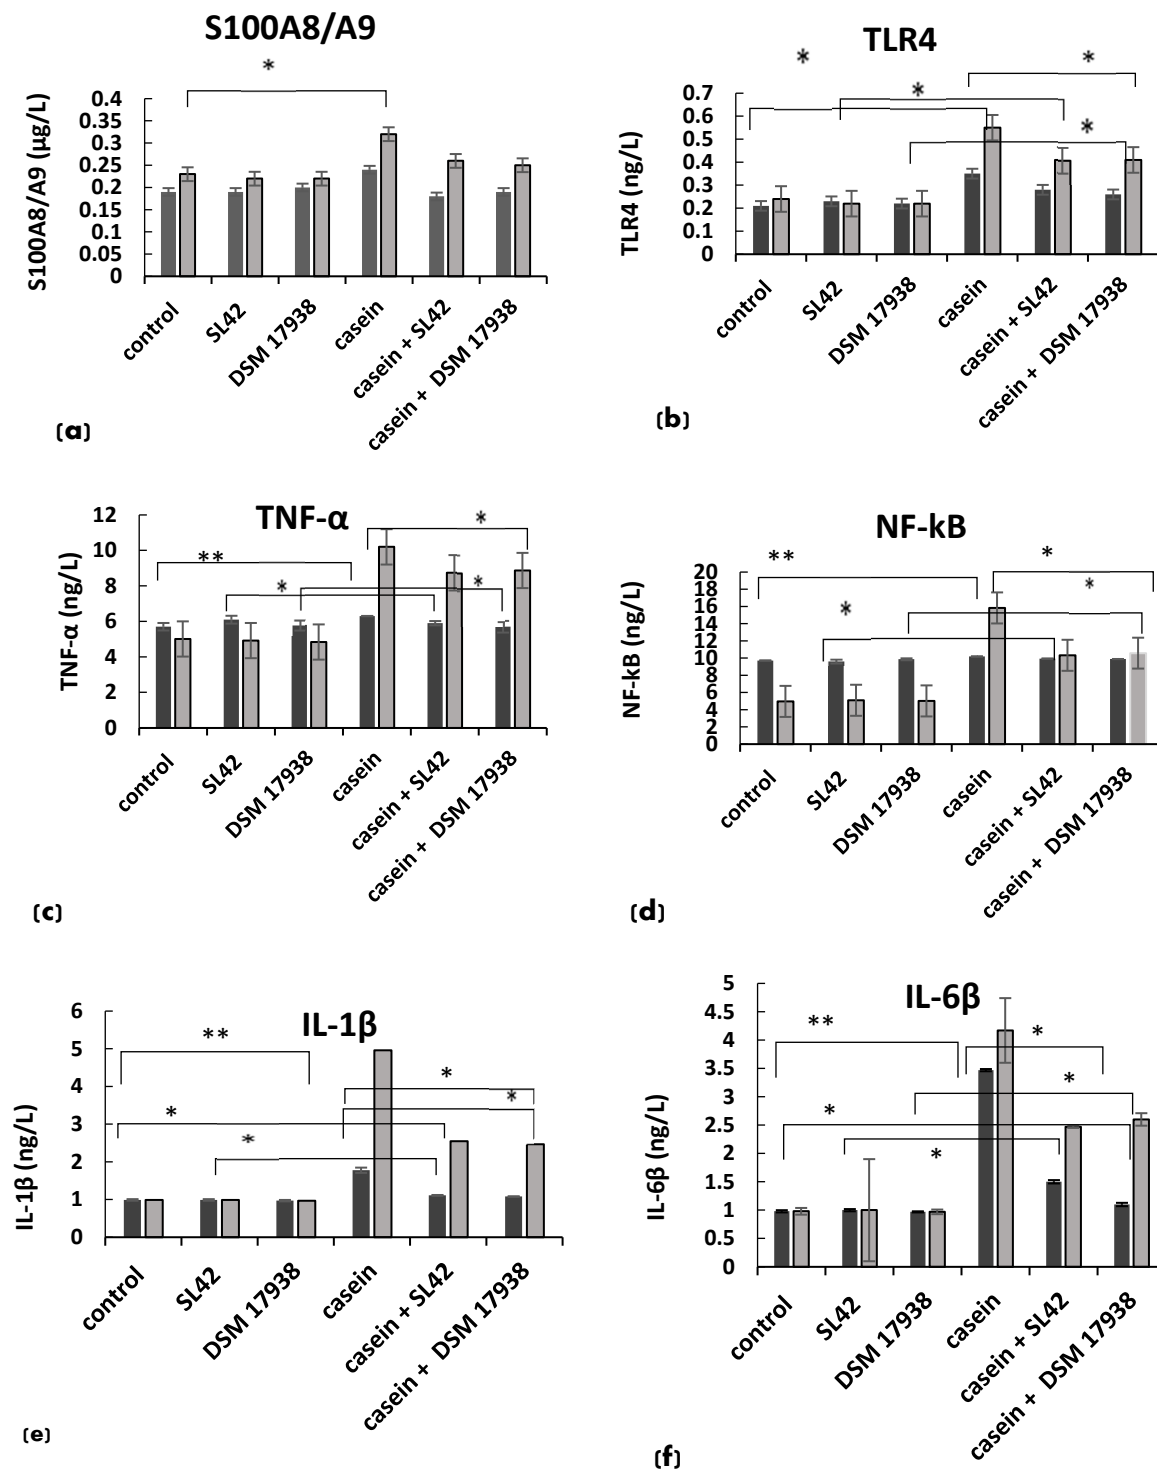 S100A8/A9
*
S100A8/A9 (µg/L)
0.4
0.35
0.3
0.25
0.2
0.15
0.1
0.05
0
control
SL42
DSM 17938
casein
casein + SL42
casein + DSM 17938
(a)
TLR4
*
*
*
*
TLR4 (ng/L)
0.7
0.6
0.5
0.4
0.3
0.2
0.1
0
control
SL42
DSM 17938
casein
casein + SL42
casein + DSM 17938
(b)
TNF-α
**
*
*
*
TNF-α (ng/L)
12
10
8
6
4
2
0
control
SL42
DSM 17938
casein
casein + SL42
casein + DSM 17938
(c)
NF-kB
**
*
*
*
NF-kB (ng/L)
20
18
16
14
12
10
8
6
4
2
0
control
SL42
DSM 17938
casein
casein + SL42
casein + DSM 17938
(d)
IL-1β
**
*
*
*
*
IL-1β (ng/L)
6
5
4
3
2
1
0
control
SL42
DSM 17938
casein
casein + SL42
casein + DSM 17938
(e)
IL-6β
**
*
*
*
*
IL-6β (ng/L)
5
4.5
4
3.5
3
2.5
2
1.5
1
0.5
0
control
SL42
DSM 17938
casein
casein + SL42
casein + DSM 17938
(f)